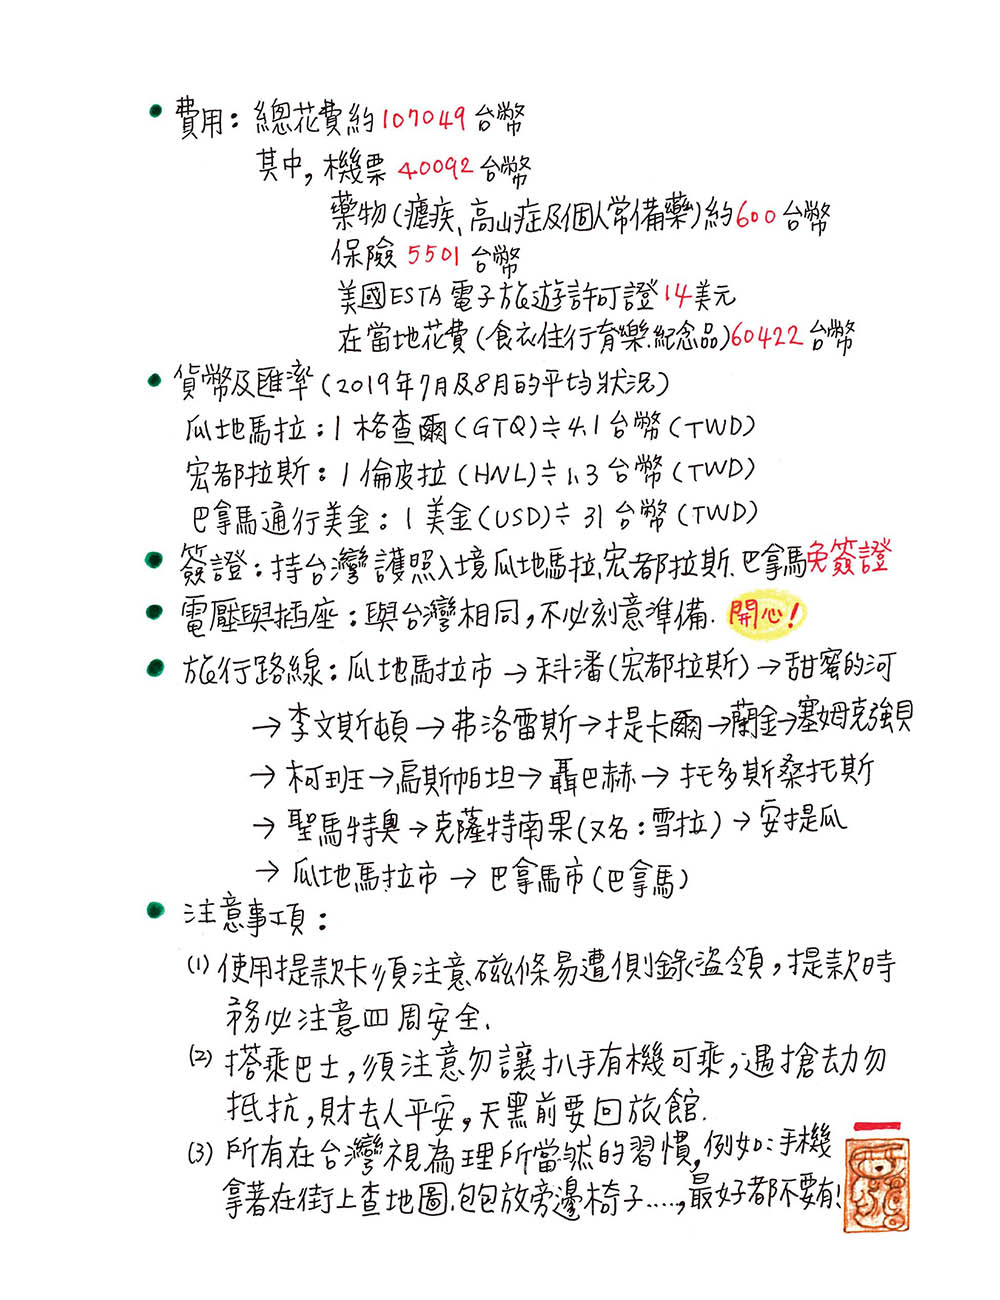 費用：總花費約107049台幣
其中，機票 40092 台幣
藥物(瘧疾、高山症及個人常備藥)約600台幣
保險 5501 台幣
美國ESTA電子旅遊許可證14美元
在當地花費(食衣住行育樂.紀念品)60422台幣
貨幣及匯率(2019年7月及8月的平均狀況)
瓜地馬拉：1格查爾(GTQ)≒4.1台幣(TWD)
宏都拉斯：1倫皮拉(HNL)≒1.3台幣(TWD)
巴拿馬通行美金：1美金(USD)≒31台幣(TWD)
簽證：持台灣護照入境瓜地馬拉、宏都拉斯、巴拿馬免簽證
電壓與插座：與台灣相同，不必刻意準備. 開心！
旅行路線：瓜地馬拉市→科潘(宏都拉斯)→甜蜜的河
→李文斯頓→弗洛雷斯→提卡爾→蘭金→塞姆克強貝
→柯班→烏斯帕坦→聶巴赫→托多斯桑托斯
→聖馬特奧→克薩特南果(又名：雪拉)→安提瓜
→瓜地馬拉市→巴拿馬市(巴拿馬)
注意事項：
(1)使用提款卡須注意磁條易遭側錄盜領，提款時
務必注意四周安全.
(2)搭乘巴士，須注意勿讓扒手有機可乘，遇搶劫勿
抵抗，財去人平安，天黑前要回旅館.
(3)所有在台灣視為理所當然的習慣，例如：手機
拿著在街上查地圖.包包放旁邊椅子.....，最好都不要有!